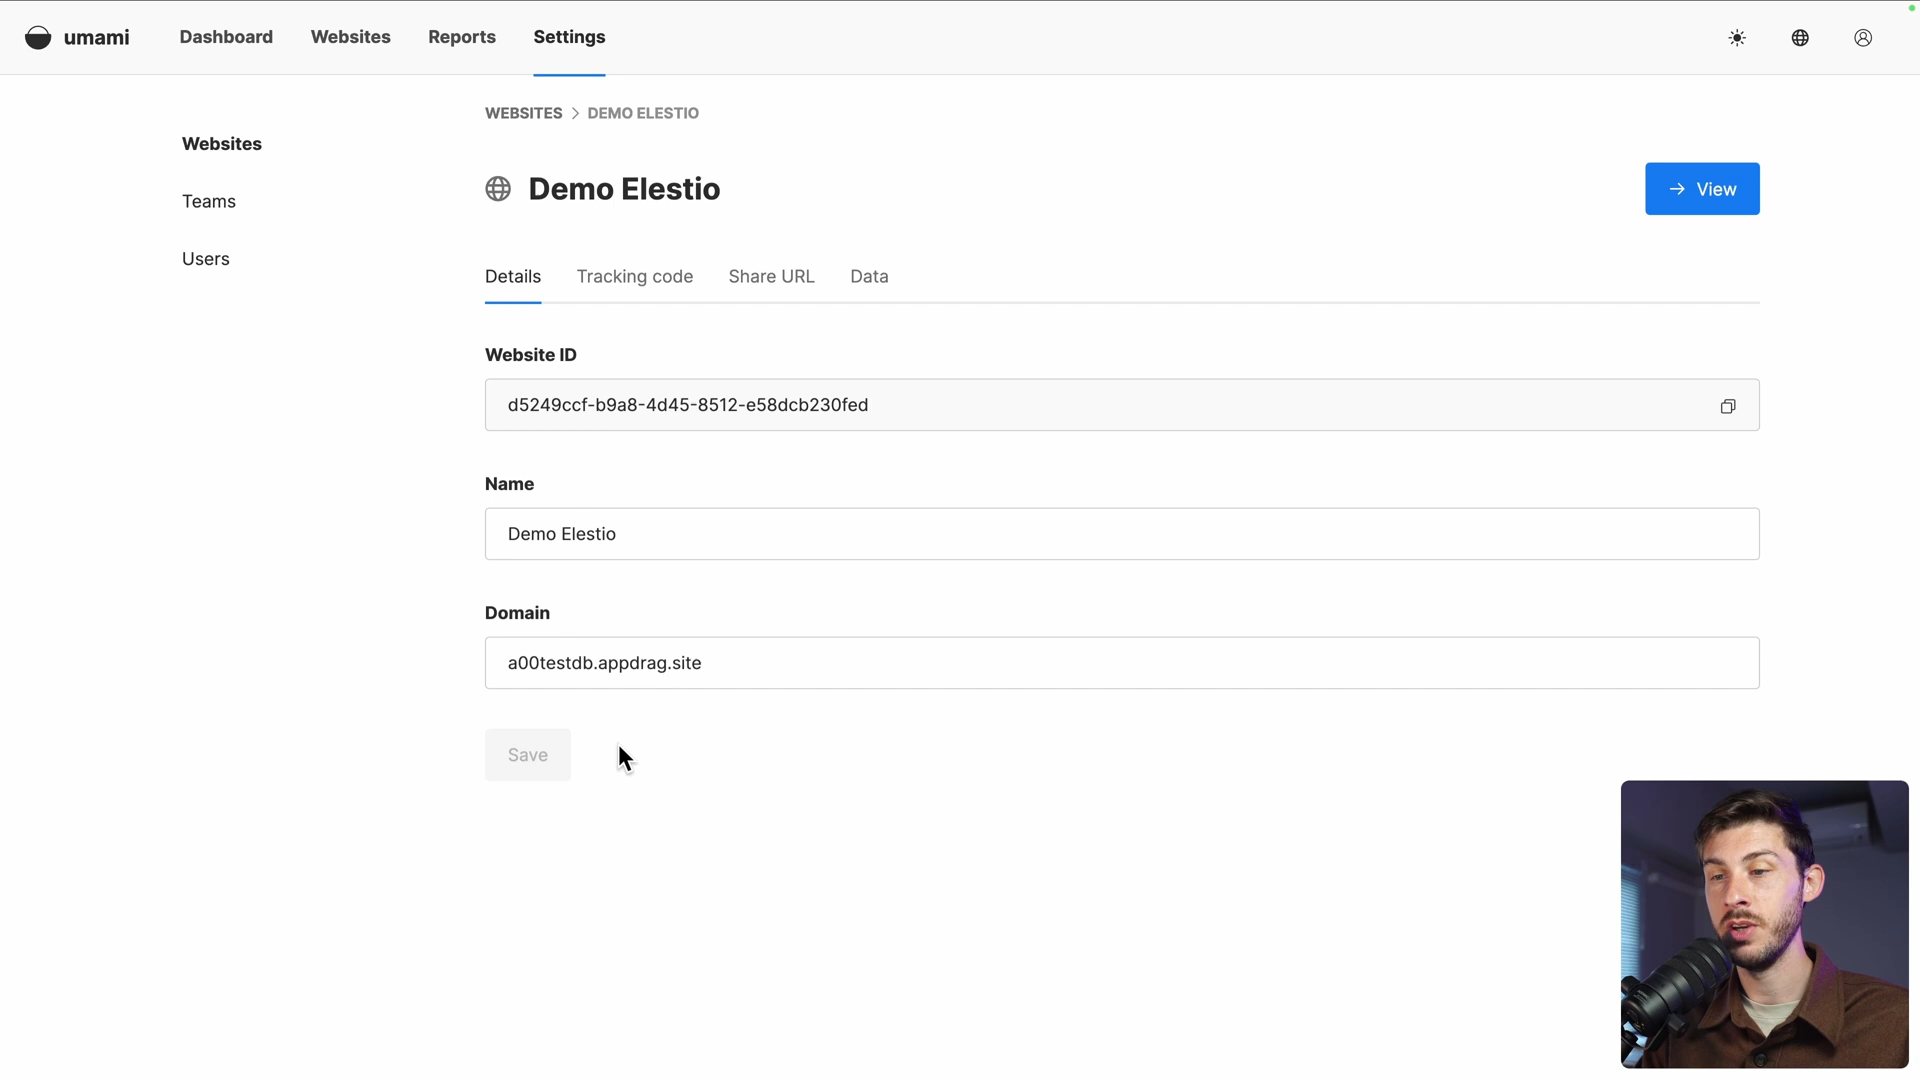 umami Dashboard Websites Reports Settings
WEBSITES > DEMO ELESTIO
Websites
Teams
Users
Demo Elestio
View
Details Tracking code Share URL Data
Website ID
d5249ccf-b9a8-4d45-8512-e58dcb230fed
Name
Demo Elestio
Domain
a00testdb.appdrag.site
Save